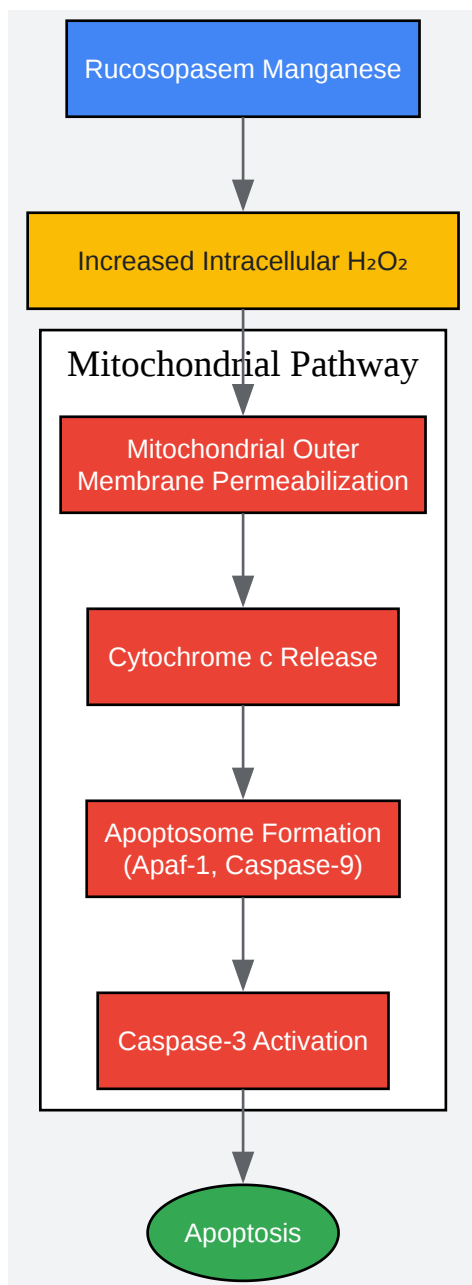 Rucosopasem Manganese
Increased Intracellular H₂O₂
Mitochondrial Pathway
Mitochondrial Outer
Membrane Permeabilization
Cytochrome c Release
Apoptosome Formation
(Apaf-1, Caspase-9)
Caspase-3 Activation
Apoptosis